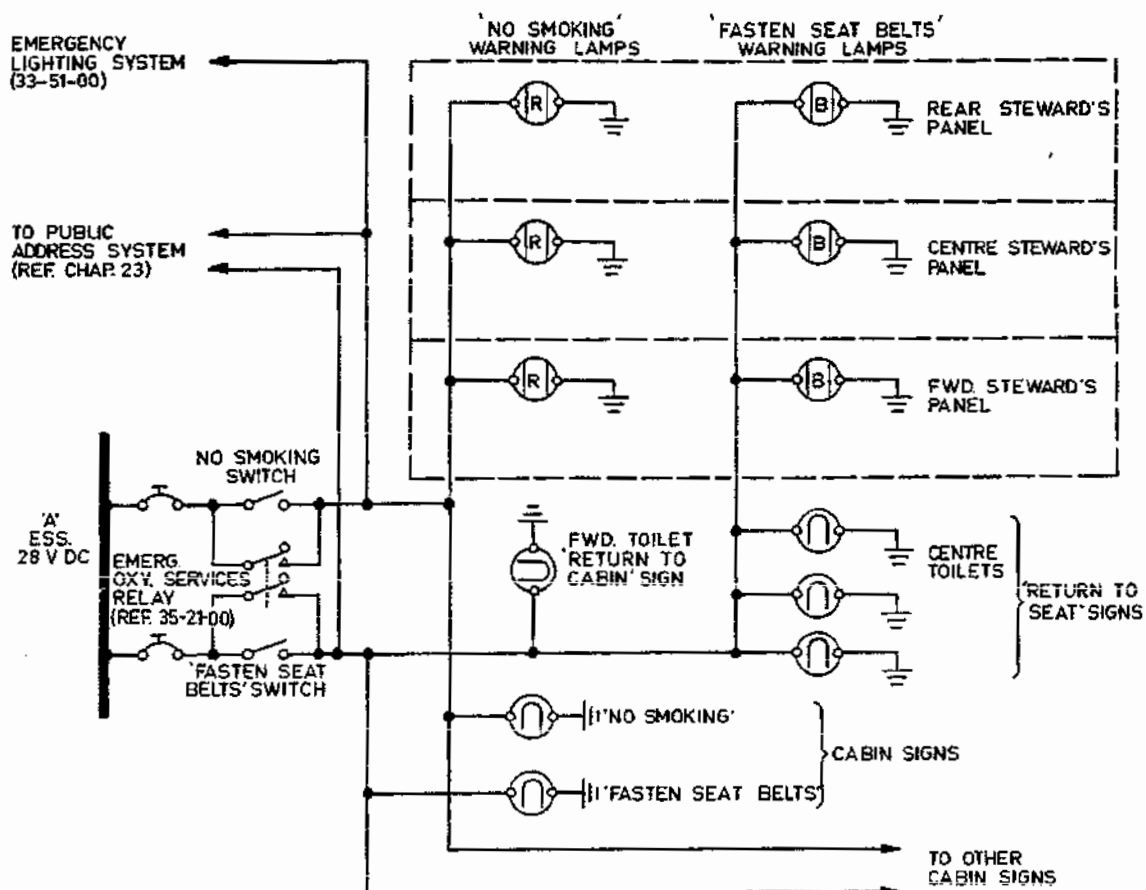 'NO SMOKING'
WARNING LAMPS
'FASTEN SEAT BELTS'
WARNING LAMPS
EMERGENCY
LIGHTING SYSTEM
(33-51-00)
R
B
REAR STEWARD'S
PANEL
TO PUBLIC
ADDRESS SYSTEM
(REF. CHAP. 23)
R
B
CENTRE STEWARD'S
PANEL
R
B
FWD. STEWARD'S
PANEL
NO SMOKING
SWITCH
'A'
ESS.
28 V DC
EMERG.
OXY. SERVICES
RELAY
(REF. 35-21-00)
'FASTEN SEAT
BELTS' SWITCH
FWD. TOILET
'RETURN TO
CABIN' SIGN
CENTRE
TOILETS
'RETURN TO
SEAT' SIGNS
'NO SMOKING'
'FASTEN SEAT BELTS'
CABIN SIGNS
TO OTHER
CABIN SIGNS